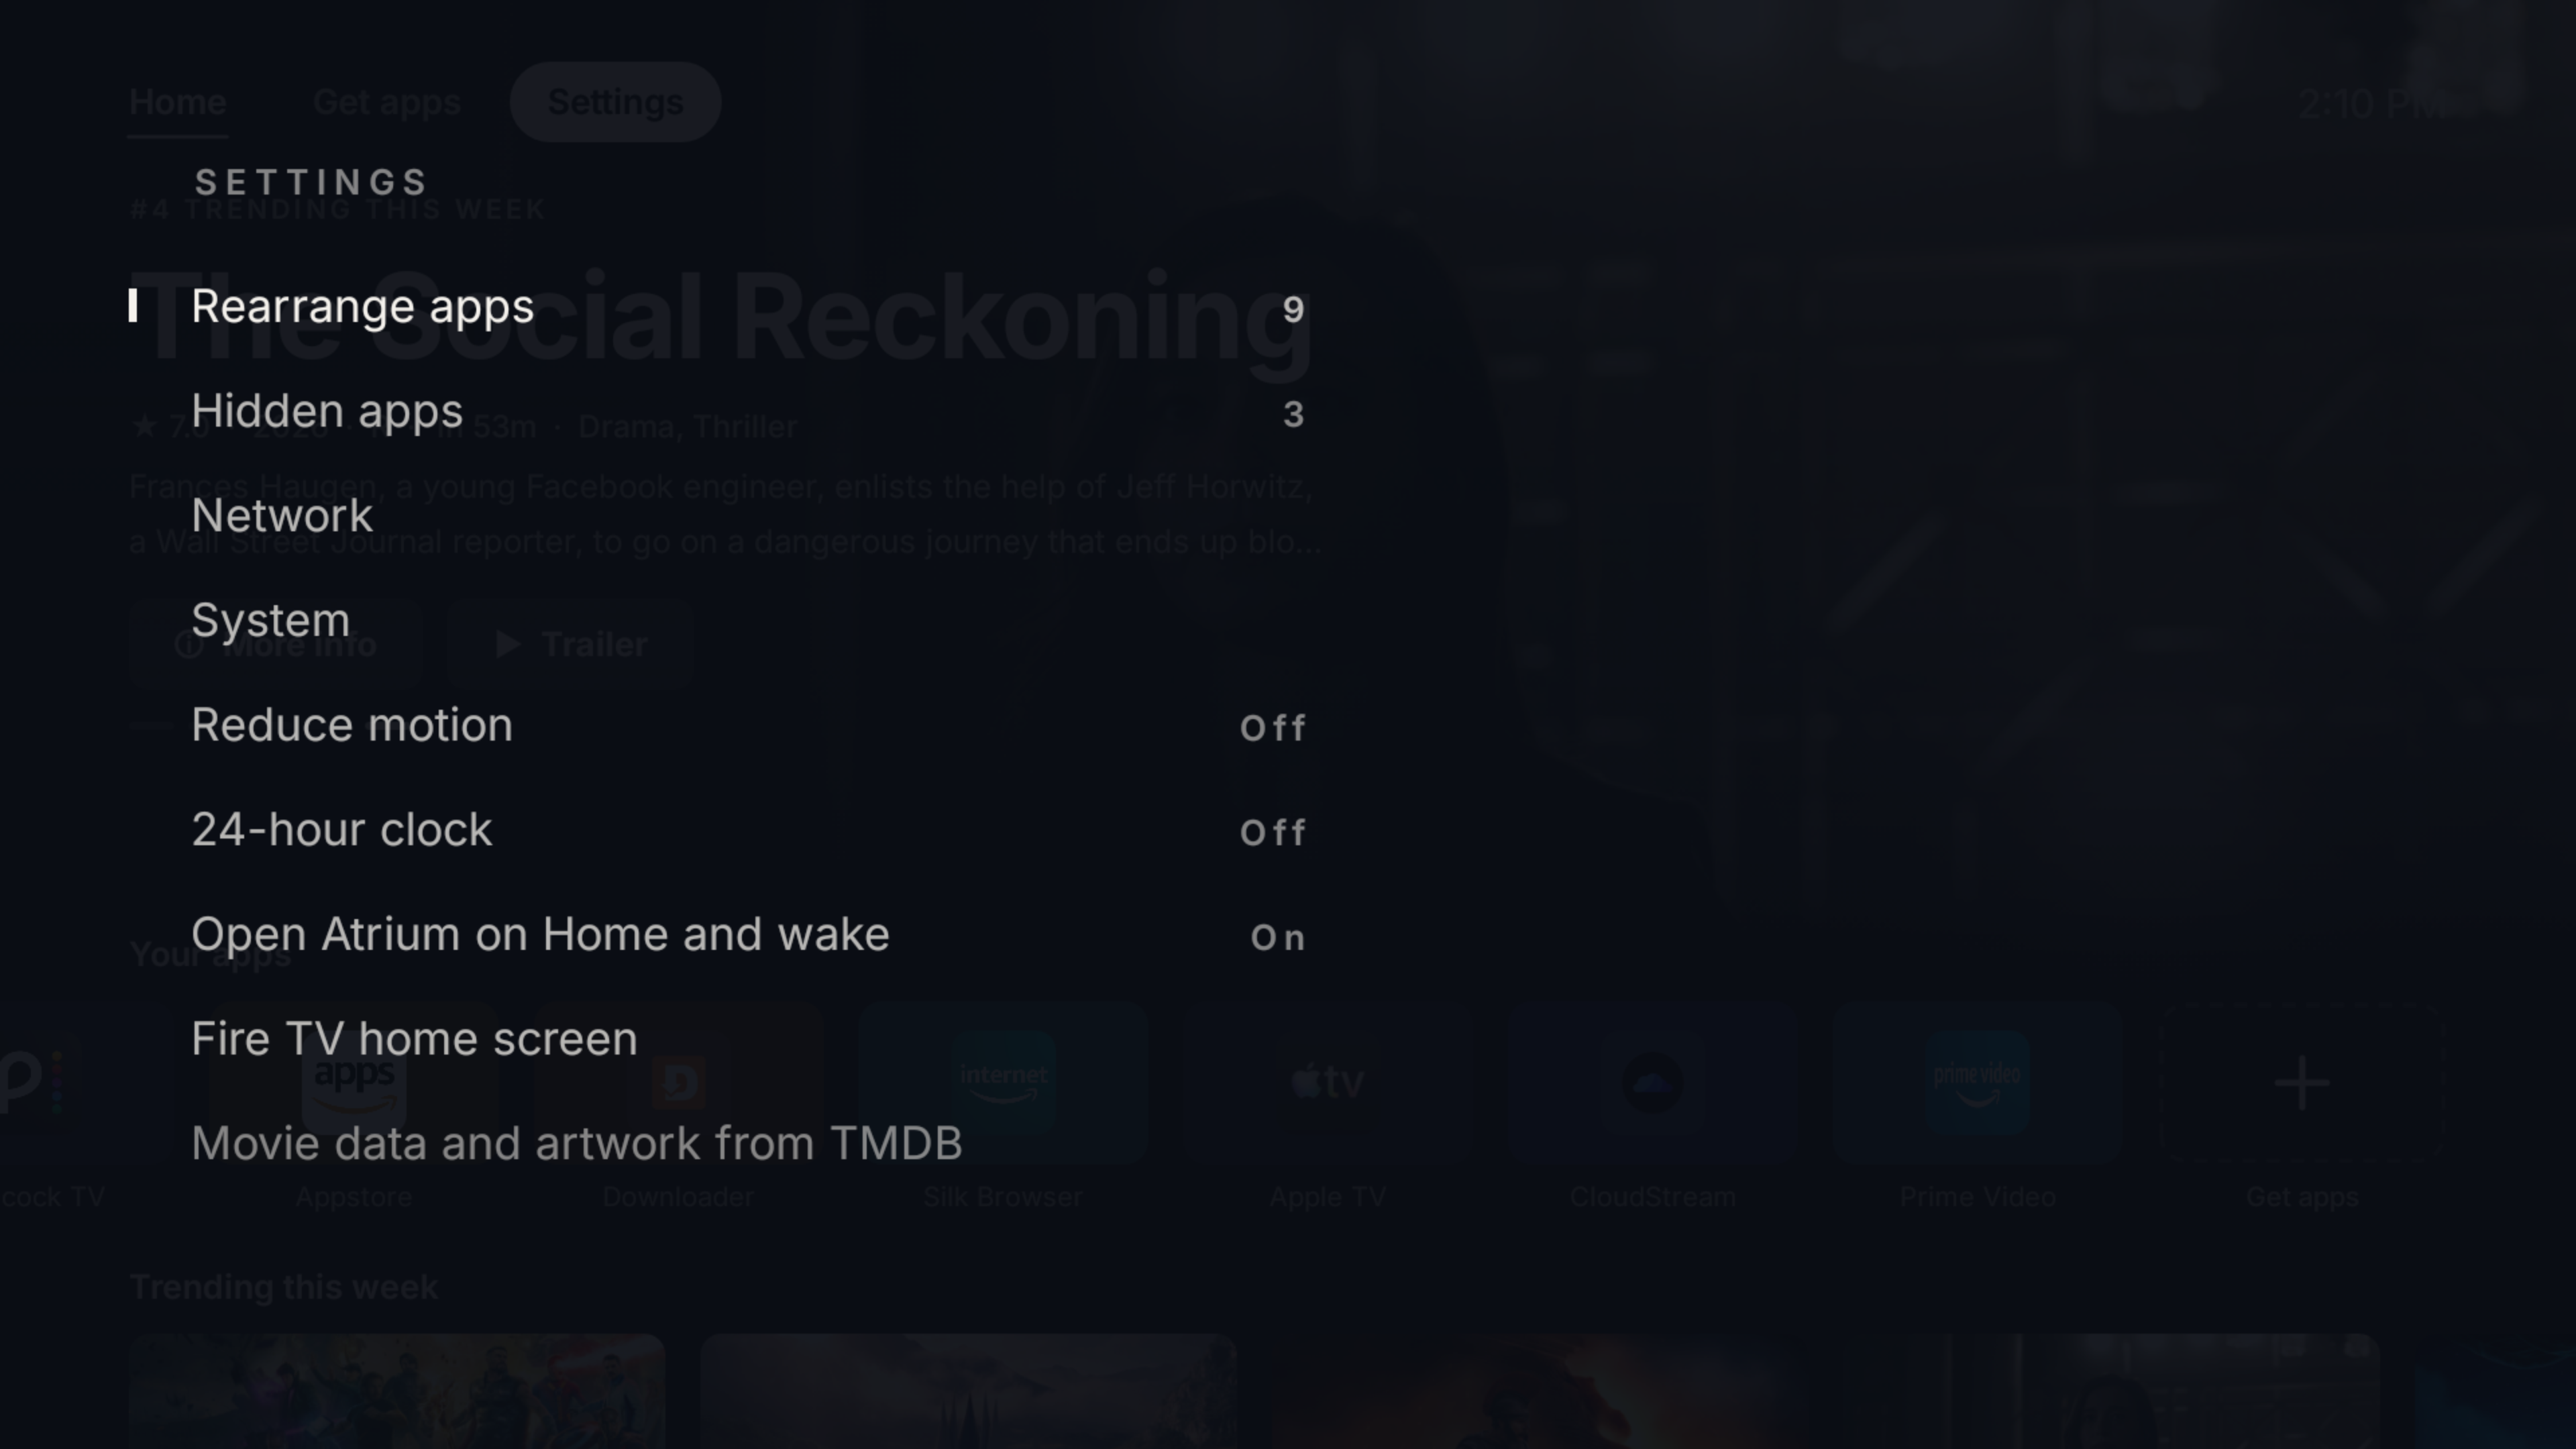 Home Get apps Settings 2:10 PM
SETTINGS
#4 TRENDING THIS WEEK
The Social Reckoning
Rearrange apps 9
Hidden apps 3
53m · Drama, Thriller
Frances Haugen, a young Facebook engineer, enlists the help of Jeff Horwitz,
Network
a Wall Street Journal reporter, to go on a dangerous journey that ends up blo...
System
More Info Trailer
Reduce motion Off
24-hour clock Off
Open Atrium on Home and wake On
Your apps
Fire TV home screen
apps internet tv prime video
Movie data and artwork from TMDB
cock TV Appstore Downloader Silk Browser Apple TV CloudStream Prime Video Get apps
Trending this week